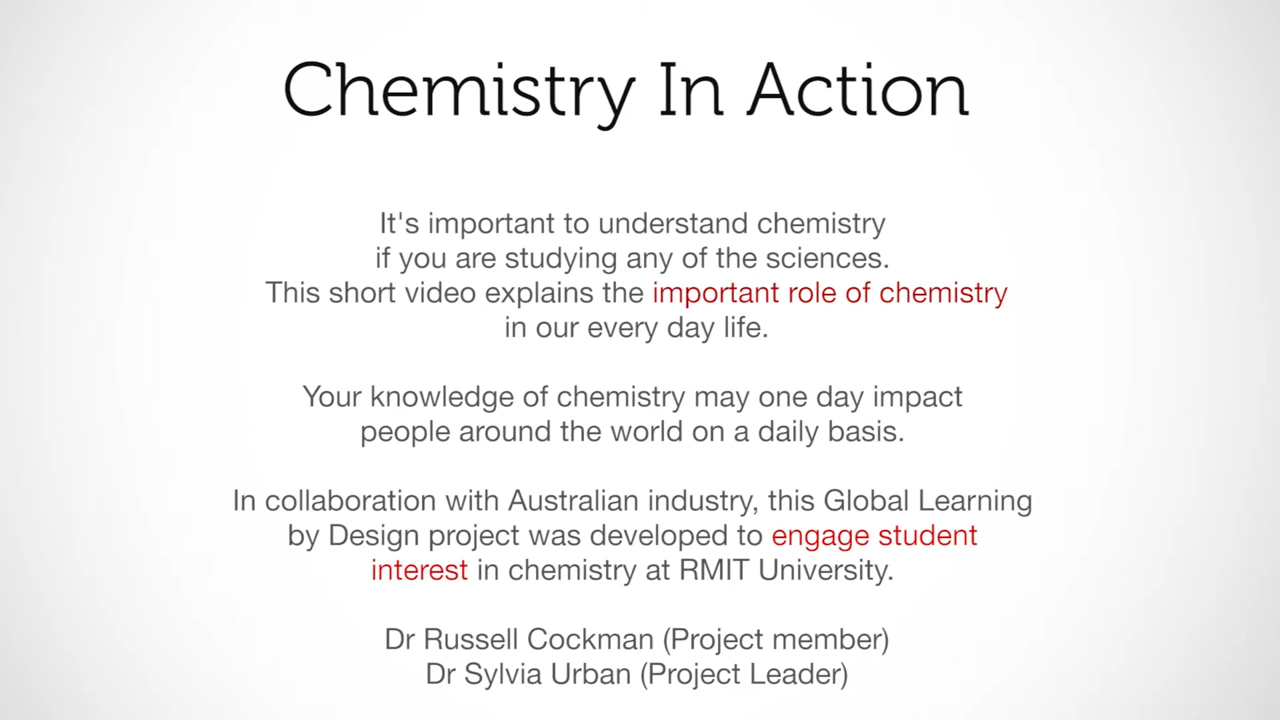 Chemistry In Action
It's important to understand chemistry
if you are studying any of the sciences.
This short video explains the important role of chemistry
in our every day life.
Your knowledge of chemistry may one day impact
people around the world on a daily basis.
In collaboration with Australian industry, this Global Learning
by Design project was developed to engage student
interest in chemistry at RMIT University.
Dr Russell Cockman (Project member)
Dr Sylvia Urban (Project Leader)